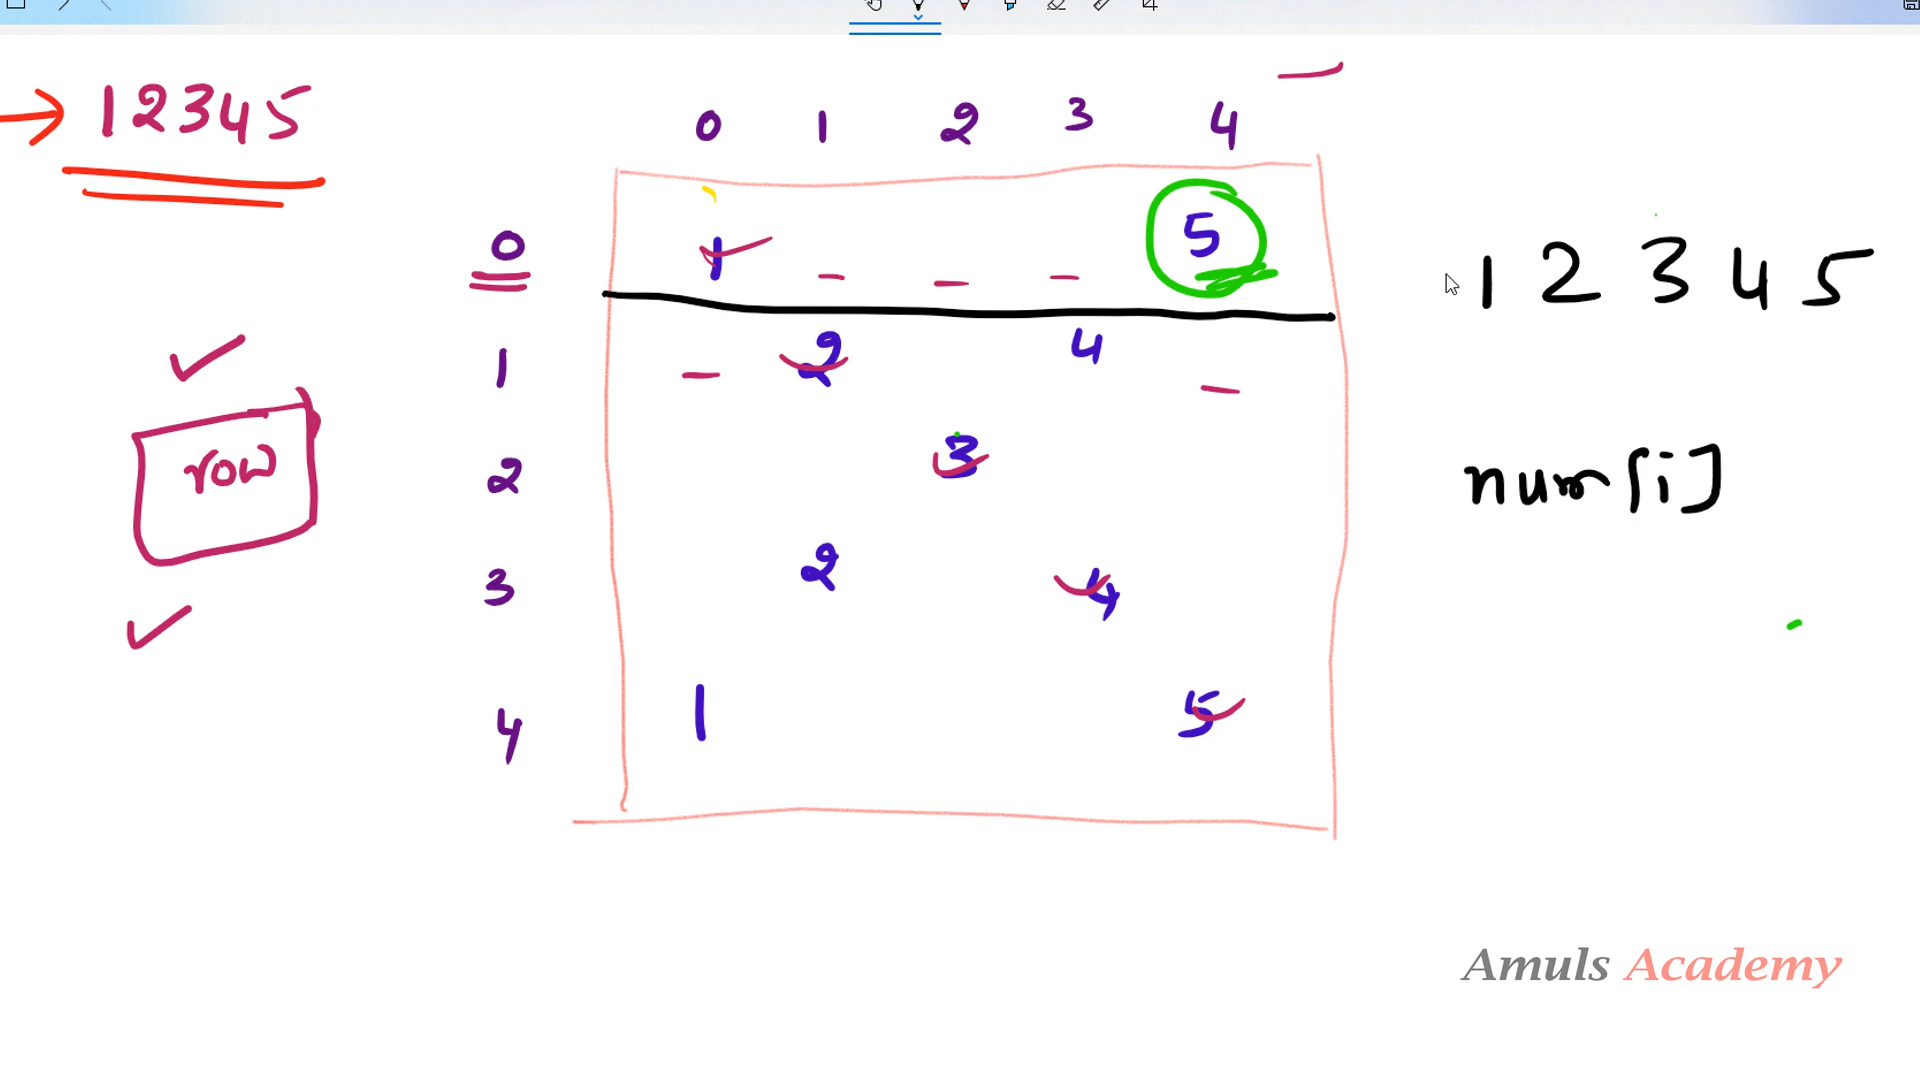 12345
0 1 2 3 4
0 1 - - - 5
1 - 2 4 -
2 3
3 2 4
4 1 5
row
1 2 3 4 5
num[i]
Amuls Academy